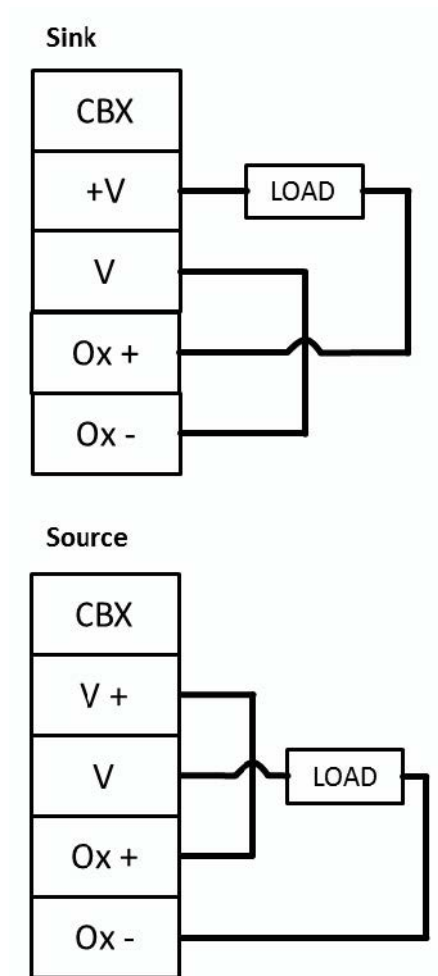 Sink
CBX
+V
LOAD
V
Ox +
Ox -
Source
CBX
V +
V
LOAD
Ox +
Ox -